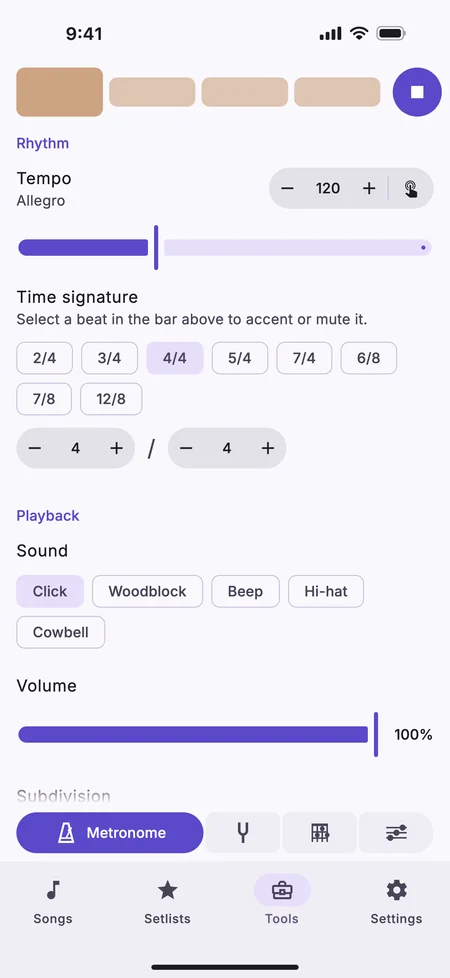 9:41
Rhythm
Tempo
Allegro
− 120 +
Time signature
Select a beat in the bar above to accent or mute it.
2/4 3/4 4/4 5/4 7/4 6/8
7/8 12/8
− 4 + / − 4 +
Playback
Sound
Click Woodblock Beep Hi-hat
Cowbell
Volume
100%
Subdivision
Metronome
Songs Setlists Tools Settings